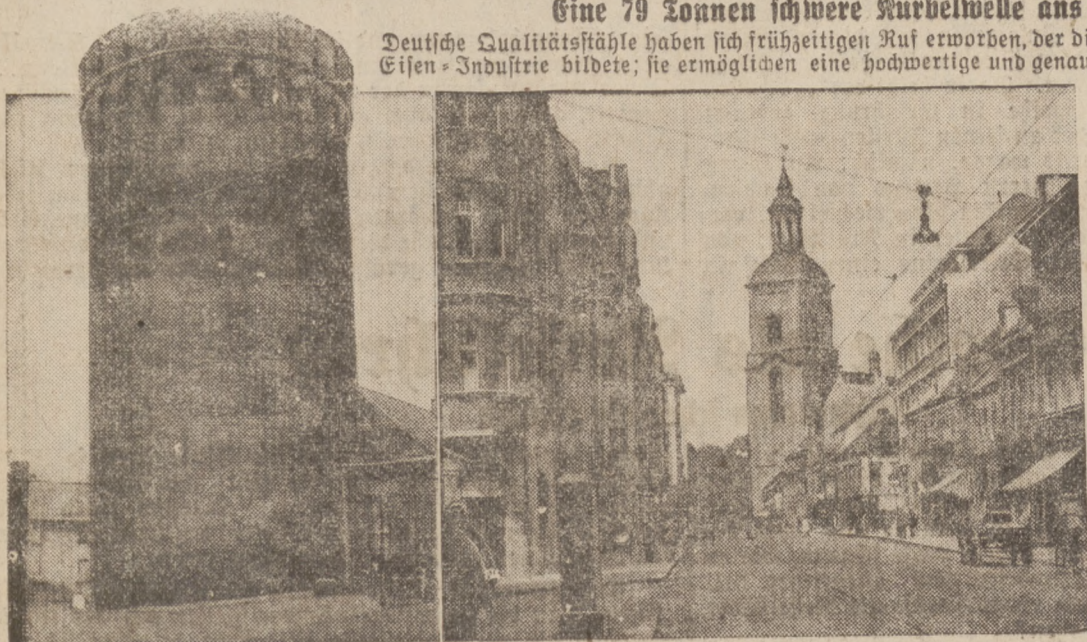 Eine 79 Tonnen schwere Kurbelwelle aus
Deutsche Qualitätsstähle haben sich frühzeitigen Ruf erworben, der di
Eisen-Industrie bildete; sie ermöglichen eine hochwertige und genau